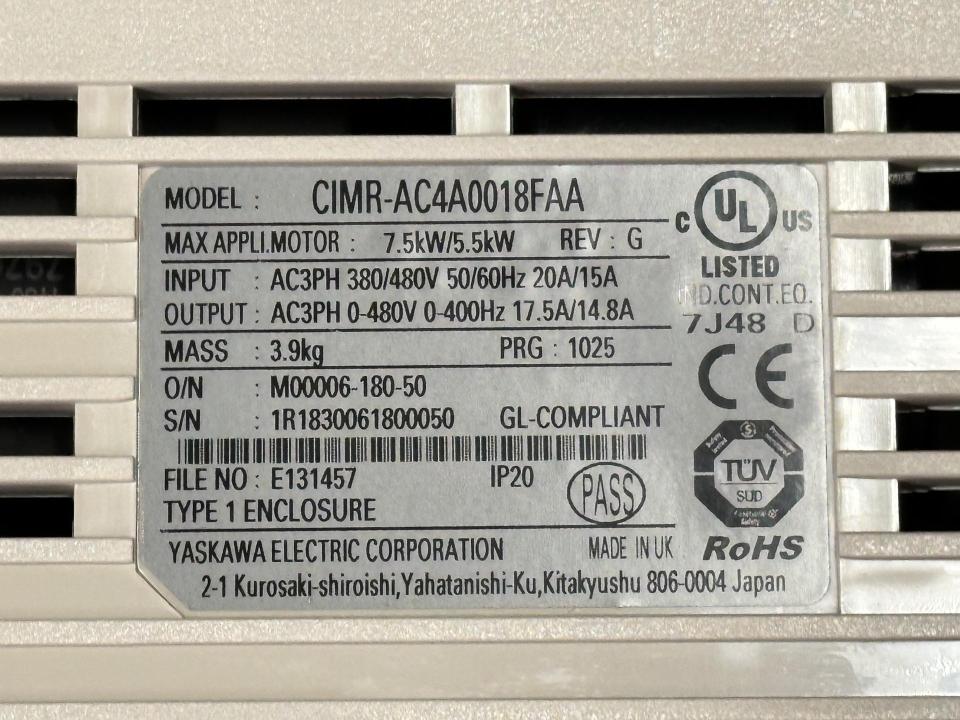 MODEL : CIMR-AC4A0018FAA
MAX APPLI.MOTOR : 7.5kW/5.5kW REV : G
INPUT : AC3PH 380/480V 50/60Hz 20A/15A
OUTPUT : AC3PH 0-480V 0-400Hz 17.5A/14.8A
MASS : 3.9kg PRG : 1025
O/N : M00006-180-50
S/N : 1R1830061800050 GL-COMPLIANT
FILE NO : E131457 IP20 PASS
TYPE 1 ENCLOSURE
YASKAWA ELECTRIC CORPORATION MADE IN UK
2-1 Kurosaki-shiroishi,Yahatanishi-Ku,Kitakyushu 806-0004 Japan
C UL US
LISTED
IND.CONT.EQ.
7J48 D
CE
TÜV
SÜD
Functional
Safety
RoHS